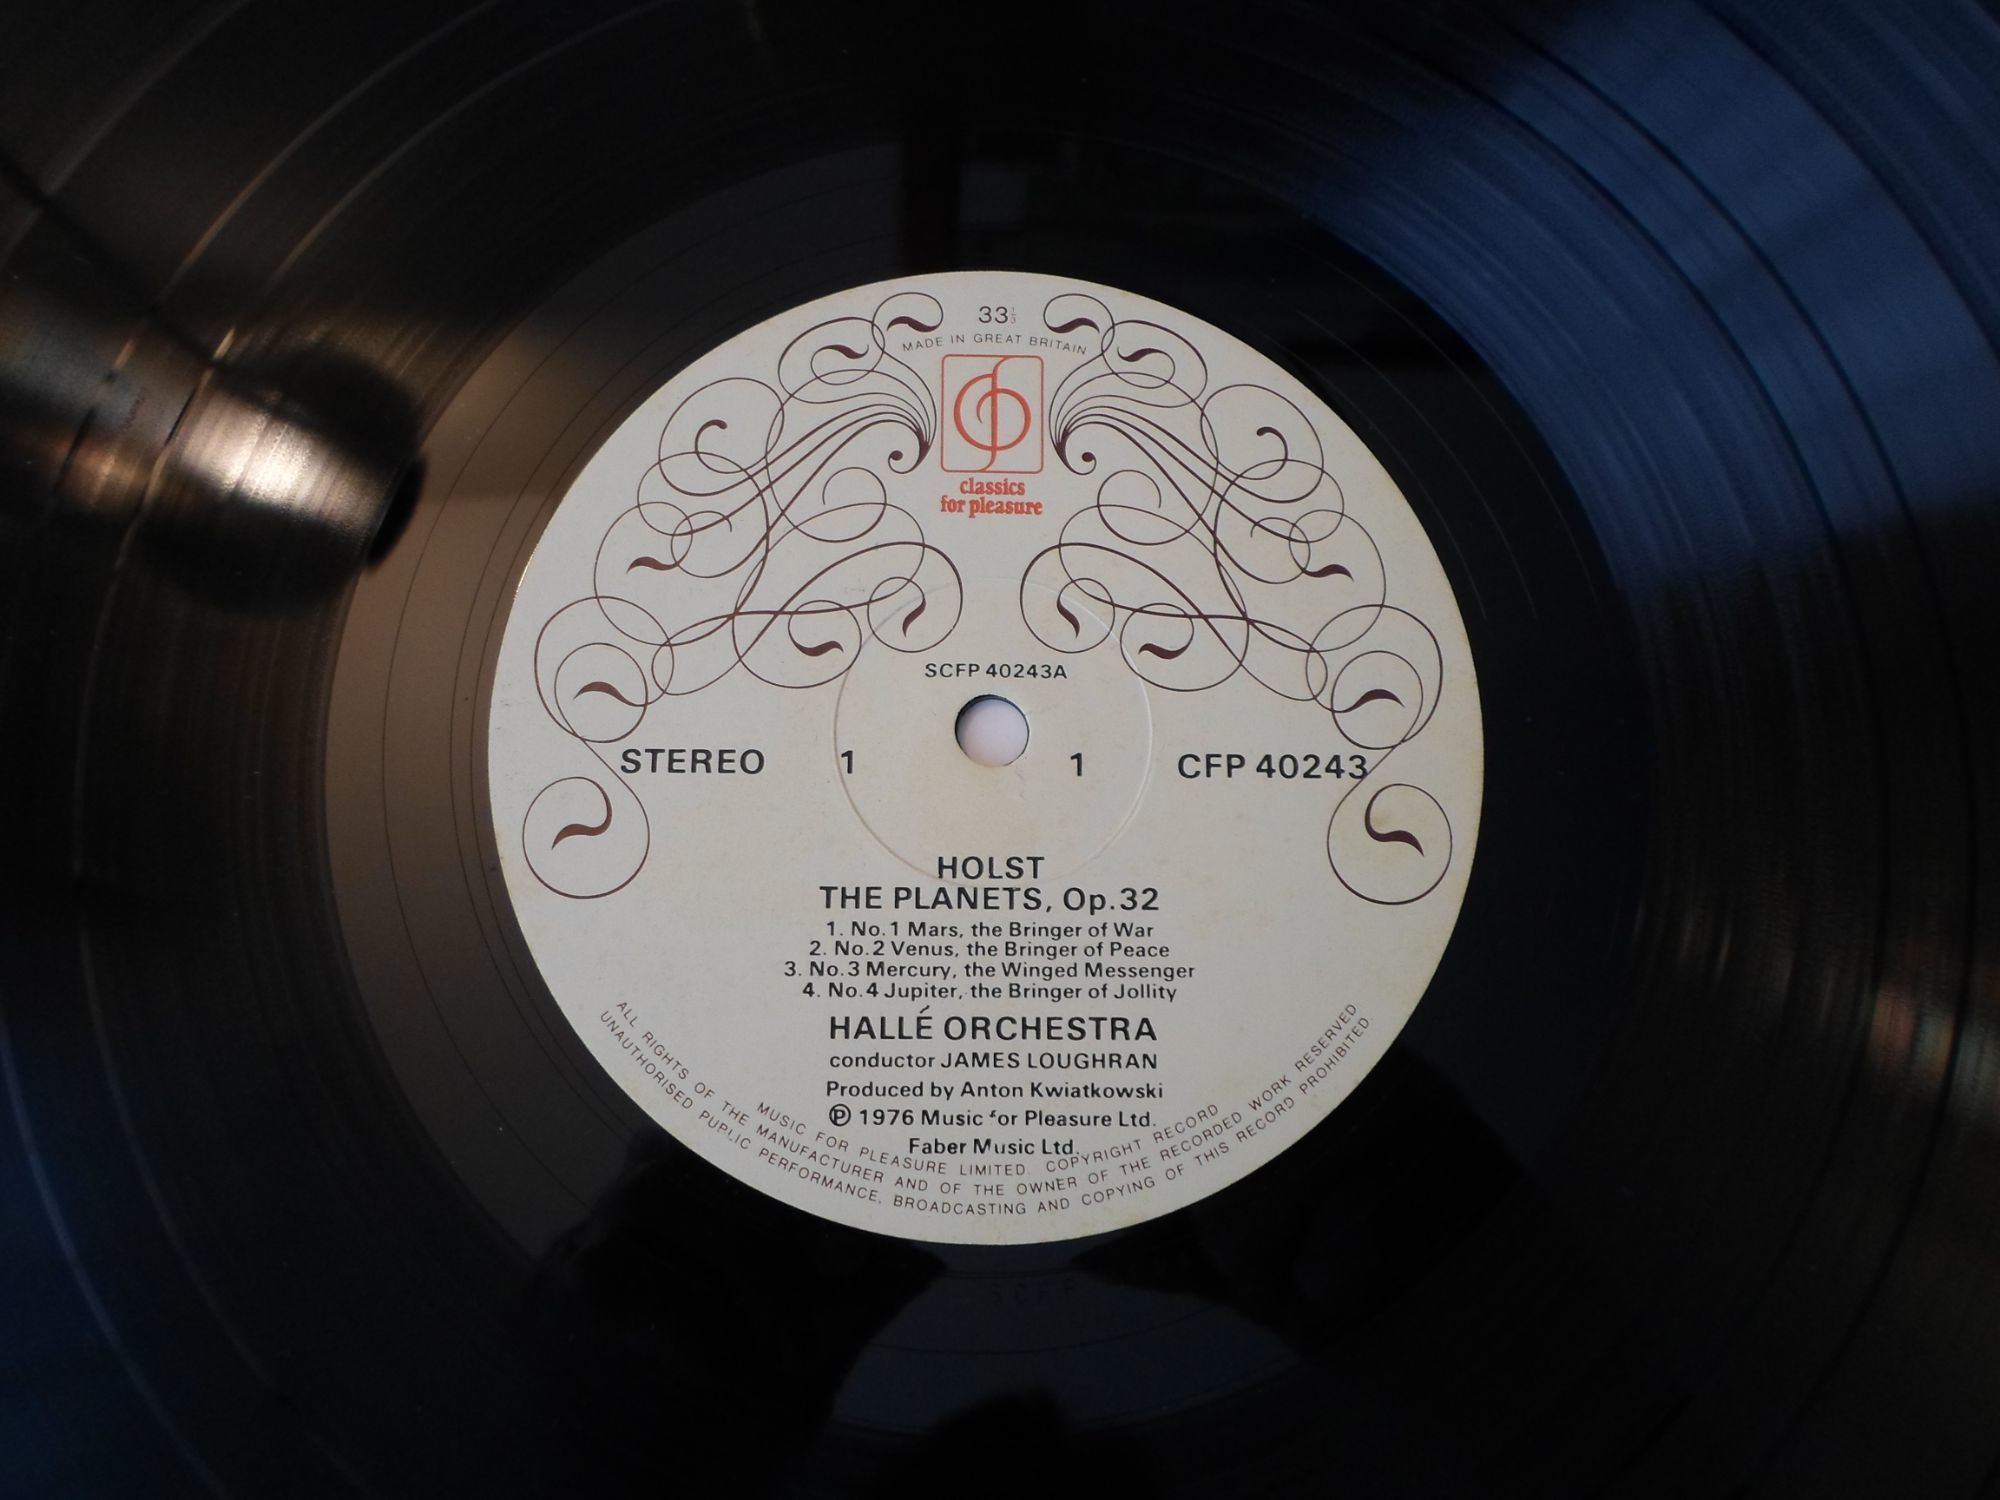 33⅓
MADE IN GREAT BRITAIN
classics
for pleasure
SCFP 40243A
STEREO 1 1 CFP 40243
HOLST
THE PLANETS, Op.32
1. No.1 Mars, the Bringer of War
2. No.2 Venus, the Bringer of Peace
3. No.3 Mercury, the Winged Messenger
4. No.4 Jupiter, the Bringer of Jollity
HALLÉ ORCHESTRA
conductor JAMES LOUGHRAN
Produced by Anton Kwiatkowski
℗ 1976 Music for Pleasure Ltd.
Faber Music Ltd.
MUSIC FOR PLEASURE LIMITED. COPYRIGHT RECORD
ALL RIGHTS OF THE MANUFACTURER AND OF THE OWNER OF THE RECORDED WORK RESERVED
UNAUTHORISED PUBLIC PERFORMANCE, BROADCASTING AND COPYING OF THIS RECORD PROHIBITED.